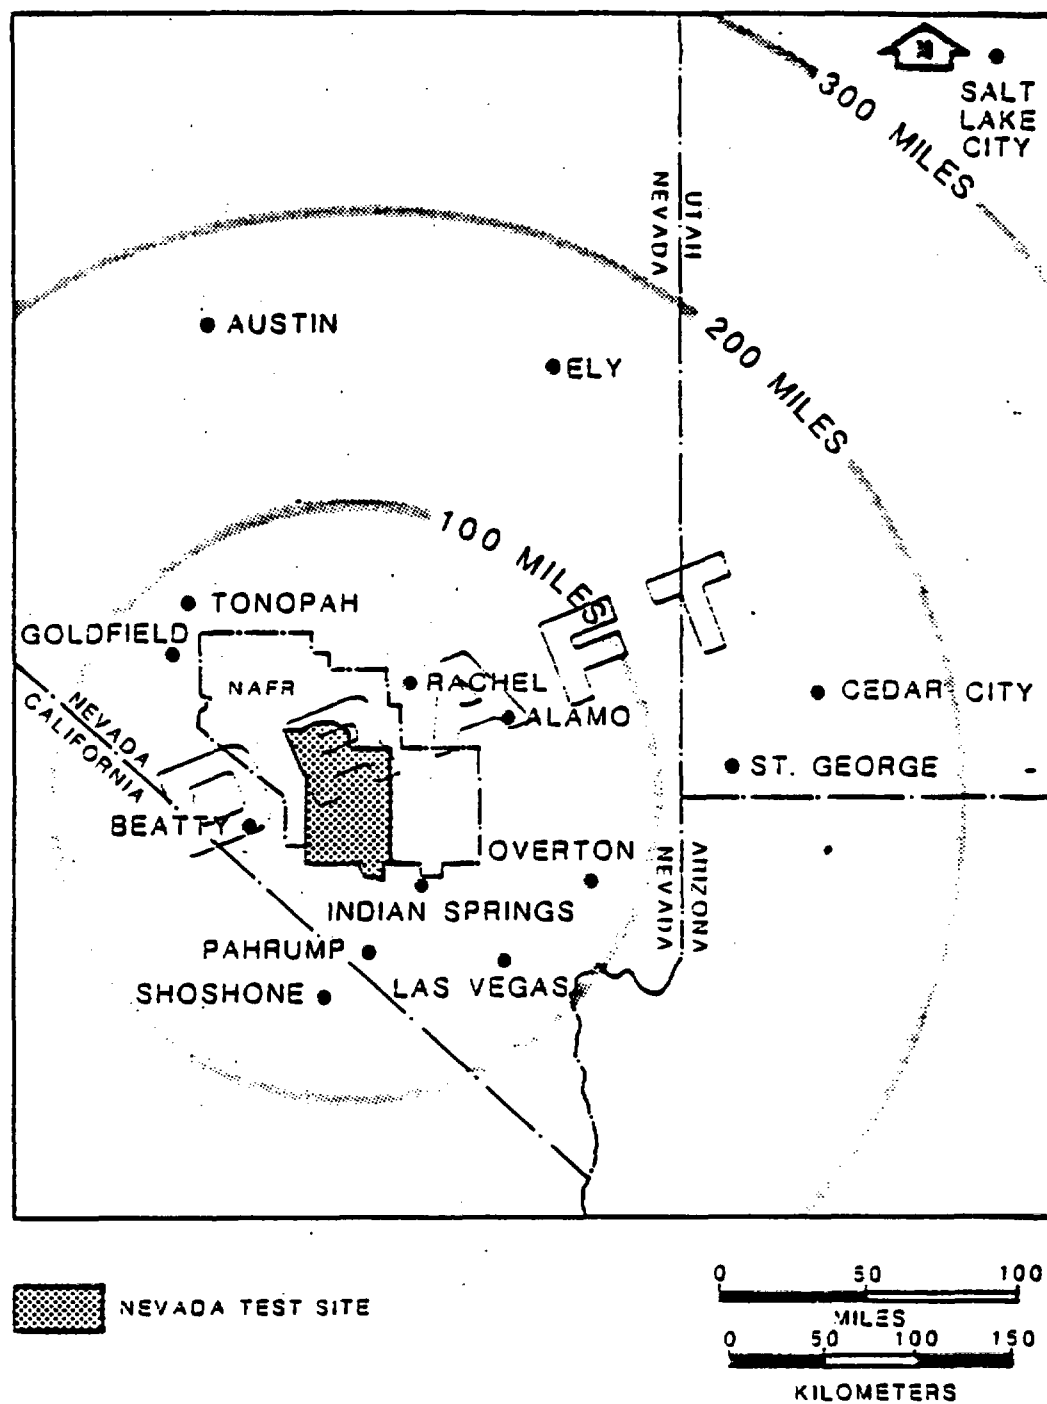 300 MILES
SALT
LAKE
CITY
NEVADA
UTAH
AUSTIN
ELY
200 MILES
100 MILES
TONOPAH
GOLDFIELD
NAFR
RACHEL
ALAMO
CEDAR CITY
NEVADA
CALIFORNIA
ST. GEORGE
BEATTY
OVERTON
NEVADA
ARIZONA
INDIAN SPRINGS
PAHRUMP
LAS VEGAS
SHOSHONE
NEVADA TEST SITE
0 50 100
MILES
0 50 100 150
KILOMETERS